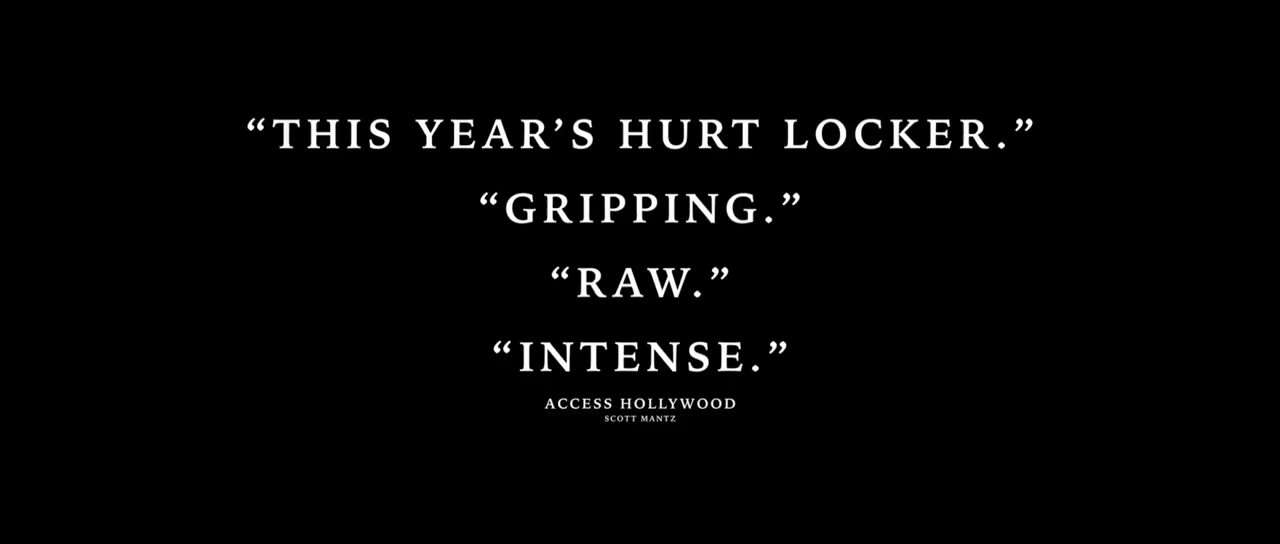 “THIS YEAR’S HURT LOCKER.”
“GRIPPING.”
“RAW.”
“INTENSE.”
ACCESS HOLLYWOOD
SCOTT MANTZ